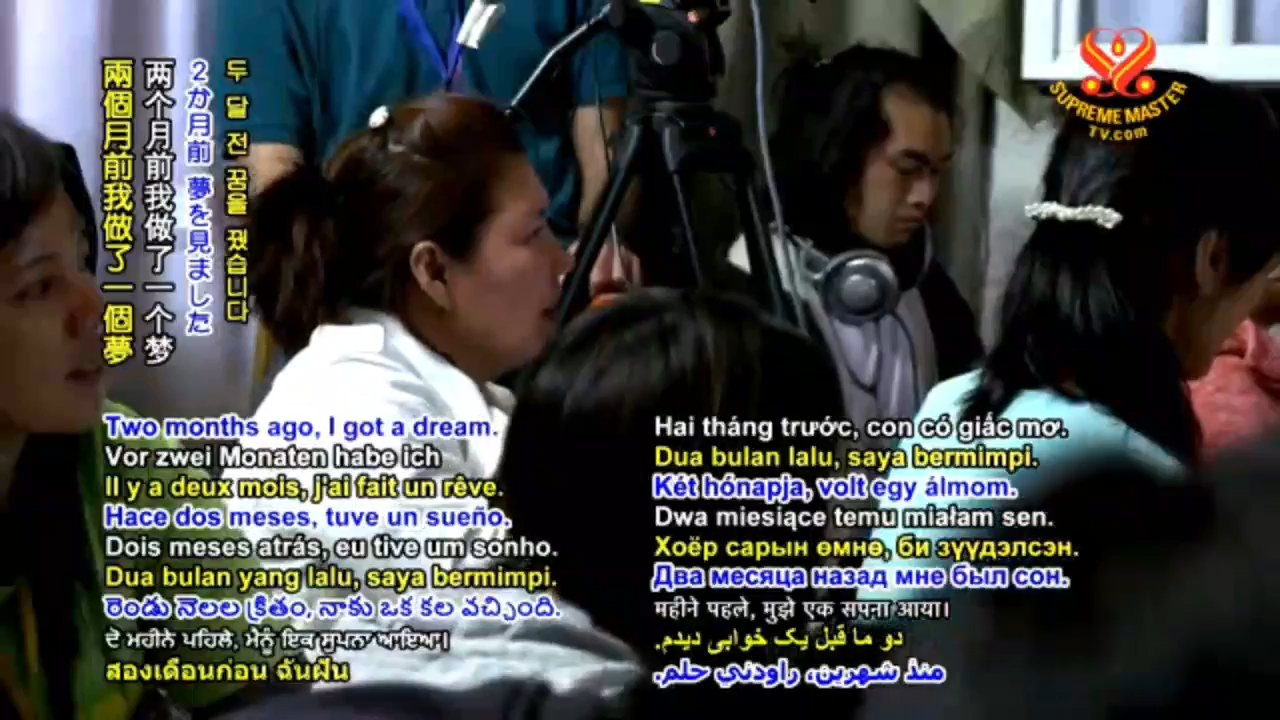 SUPREME MASTER
TV.com
두 달 전 꿈을 꿨습니다
2か月前 夢を見ました
两个月前我做了一个梦
兩個月前我做了一個夢
Two months ago, I got a dream.
Vor zwei Monaten habe ich
Il y a deux mois, j'ai fait un rêve.
Hace dos meses, tuve un sueño.
Dois meses atrás, eu tive um sonho.
Dua bulan yang lalu, saya bermimpi.
రెండు నెలల క్రితం, నాకు ఒక కల వచ్చింది.
ਦੋ ਮਹੀਨੇ ਪਹਿਲੇ, ਮੈਨੂੰ ਇਕ ਸੁਪਨਾ ਆਇਆ।
สองเดือนก่อน ฉันฝัน
Hai tháng trước, con có giấc mơ.
Dua bulan lalu, saya bermimpi.
Két hónapja, volt egy álmom.
Dwa miesiące temu miałam sen.
Хоёр сарын өмнө, би зүүдэлсэн.
Два месяца назад мне был сон.
महीने पहले, मुझे एक सपना आया।
دو ما قبل یک خوابی دیدم.
منذ شهرين، راودني حلم.